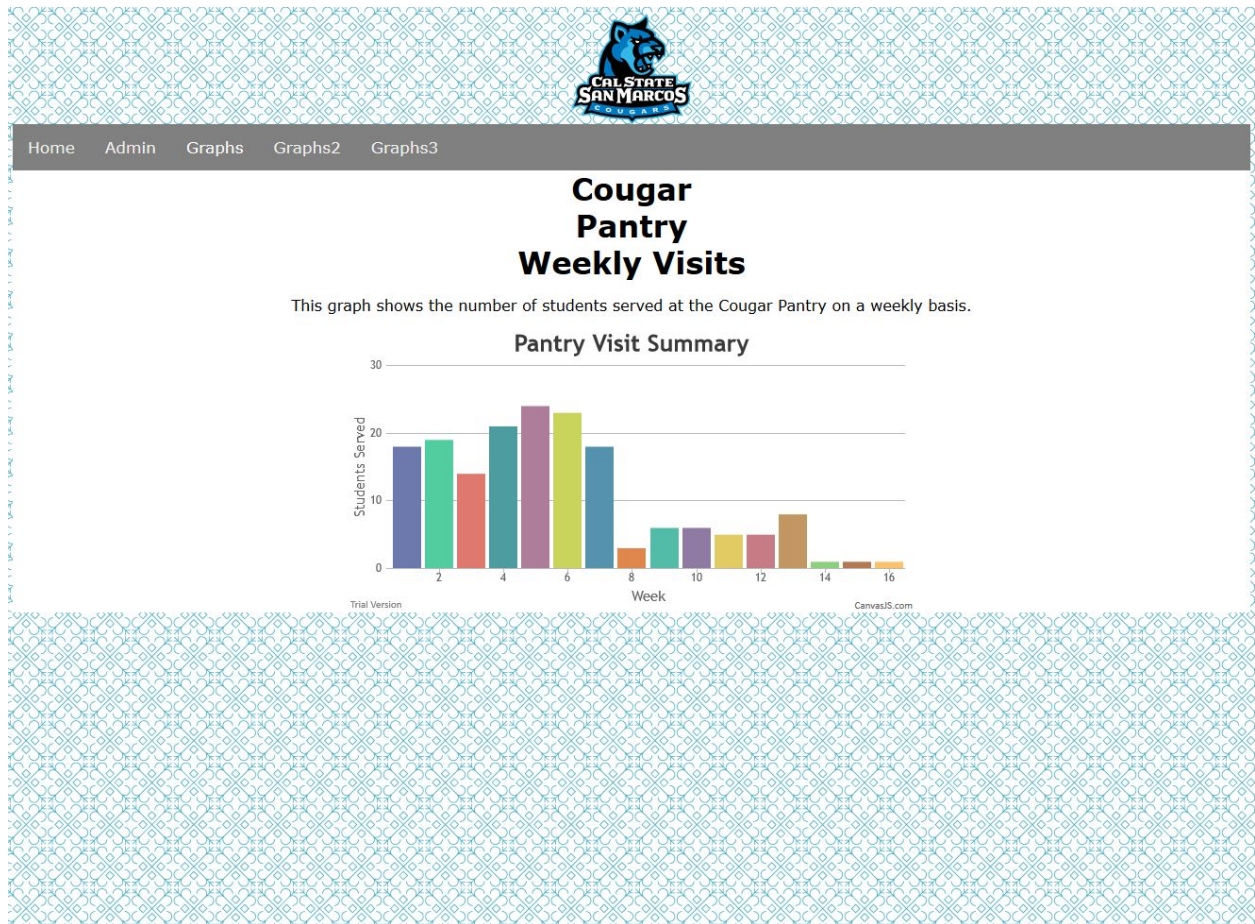 CAL STATE
SAN MARCOS
COUGARS
Home Admin Graphs Graphs2 Graphs3
Cougar
Pantry
Weekly Visits
This graph shows the number of students served at the Cougar Pantry on a weekly basis.
Pantry Visit Summary
30
20
10
0
Students Served
2 4 6 8 10 12 14 16
Week
Trial Version CanvasJS.com